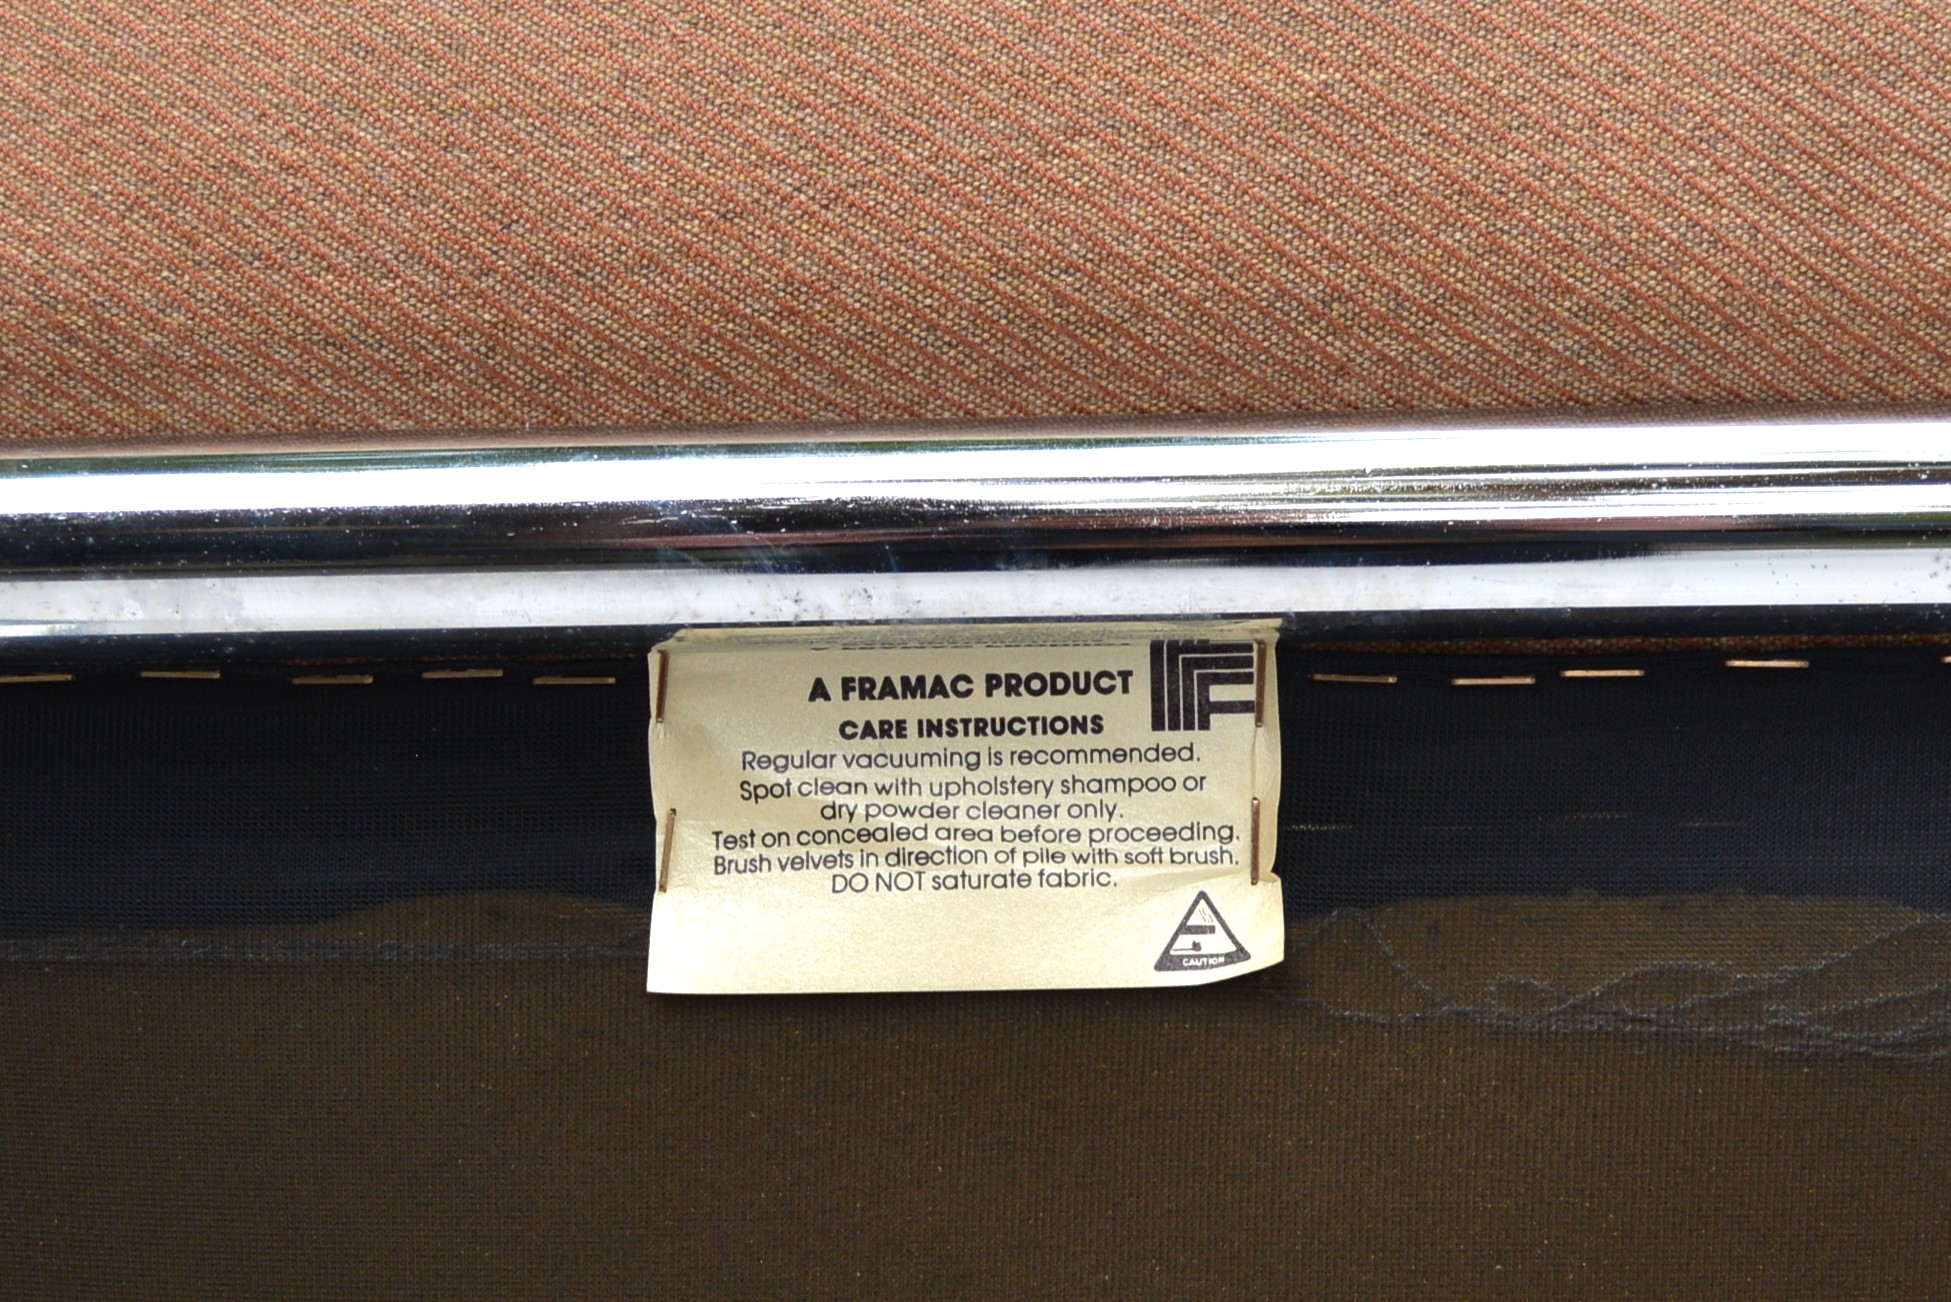 A FRAMAC PRODUCT
CARE INSTRUCTIONS
Regular vacuuming is recommended.
Spot clean with upholstery shampoo or
dry powder cleaner only.
Test on concealed area before proceeding.
Brush velvets in direction of pile with soft brush.
DO NOT saturate fabric.
CAUTION